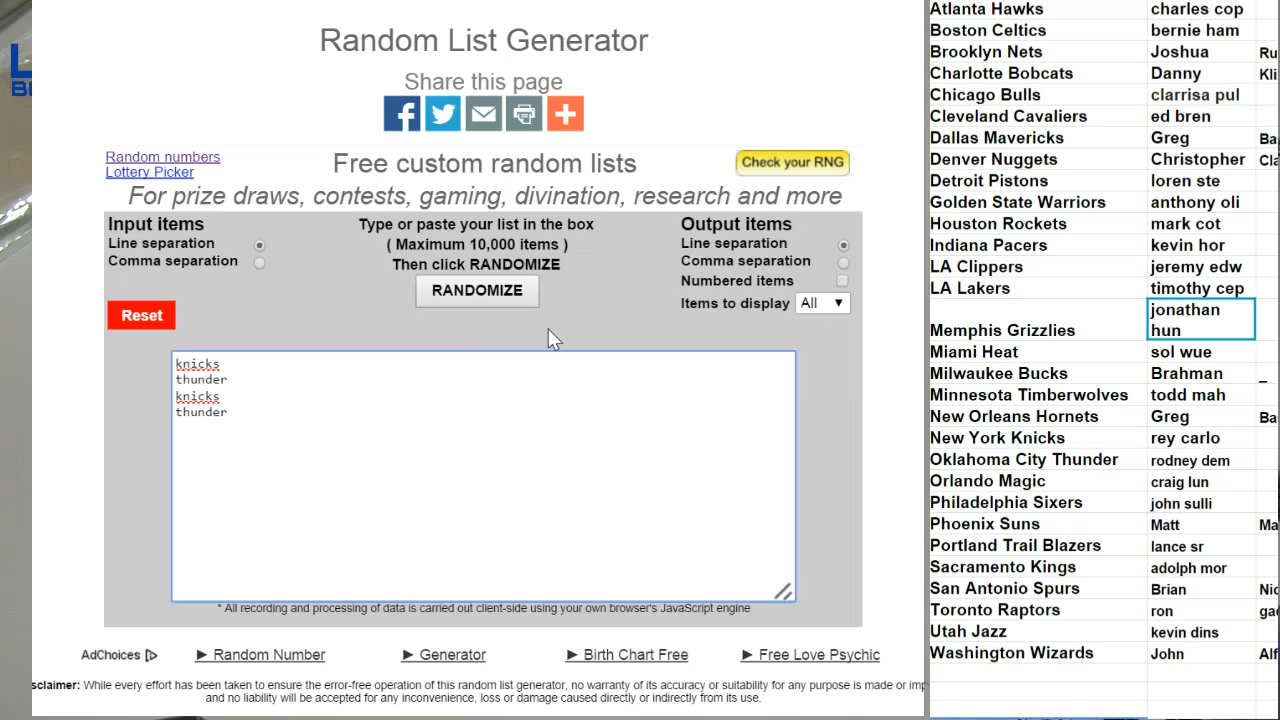 Random List Generator
Share this page
Random numbers
Lottery Picker
Free custom random lists
Check your RNG
For prize draws, contests, gaming, divination, research and more
Input items
Line separation
Comma separation
Type or paste your list in the box
( Maximum 10,000 items )
Then click RANDOMIZE
RANDOMIZE
Output items
Line separation
Comma separation
Numbered items
Items to display All
Reset
knicks
thunder
knicks
thunder
* All recording and processing of data is carried out client-side using your own browser's JavaScript engine
AdChoices
► Random Number
► Generator
► Birth Chart Free
► Free Love Psychic
sclaimer: While every effort has been taken to ensure the error-free operation of this random list generator, no warranty of its accuracy or suitability for any purpose is made or imp
and no liability will be accepted for any inconvenience, loss or damage caused directly or indirectly from its use.
Atlanta Hawks charles cop
Boston Celtics bernie ham
Brooklyn Nets Joshua Ru
Charlotte Bobcats Danny Kli
Chicago Bulls clarrisa pul
Cleveland Cavaliers ed bren
Dallas Mavericks Greg Ba
Denver Nuggets Christopher Cla
Detroit Pistons loren ste
Golden State Warriors anthony oli
Houston Rockets mark cot
Indiana Pacers kevin hor
LA Clippers jeremy edw
LA Lakers timothy cep
Memphis Grizzlies jonathan hun
Miami Heat sol wue
Milwaukee Bucks Brahman _
Minnesota Timberwolves todd mah
New Orleans Hornets Greg Ba
New York Knicks rey carlo
Oklahoma City Thunder rodney dem
Orlando Magic craig lun
Philadelphia Sixers john sulli
Phoenix Suns Matt Ma
Portland Trail Blazers lance sr
Sacramento Kings adolph mor
San Antonio Spurs Brian Nic
Toronto Raptors ron gad
Utah Jazz kevin dins
Washington Wizards John Alf